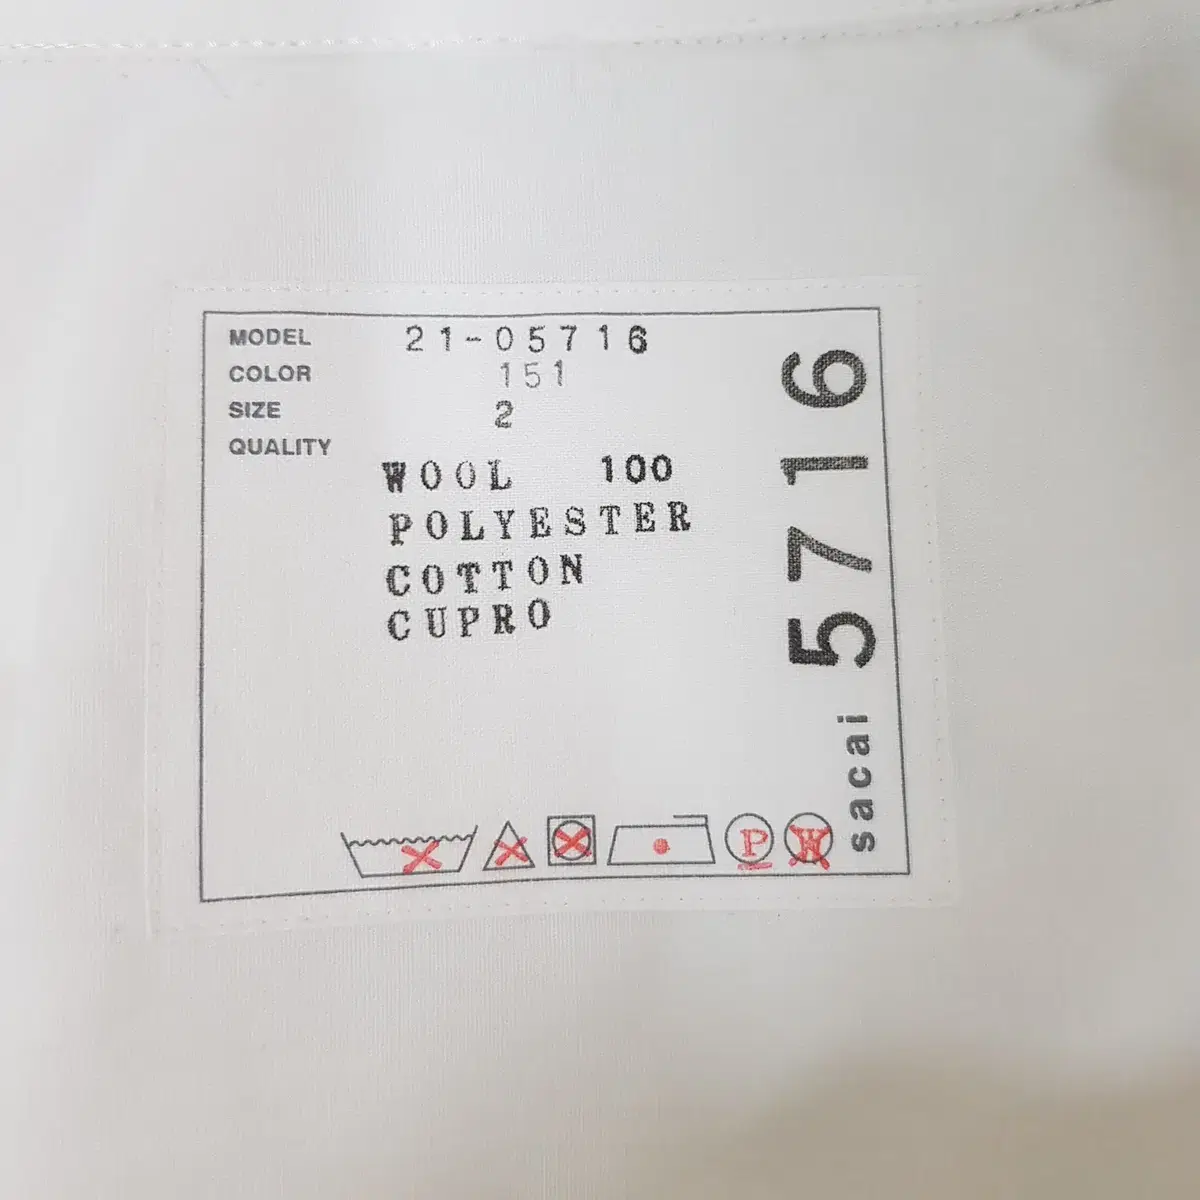 MODEL 21-05716
COLOR 151
SIZE 2
QUALITY
WOOL 100
POLYESTER
COTTON
CUPRO
P W
sacai 5716